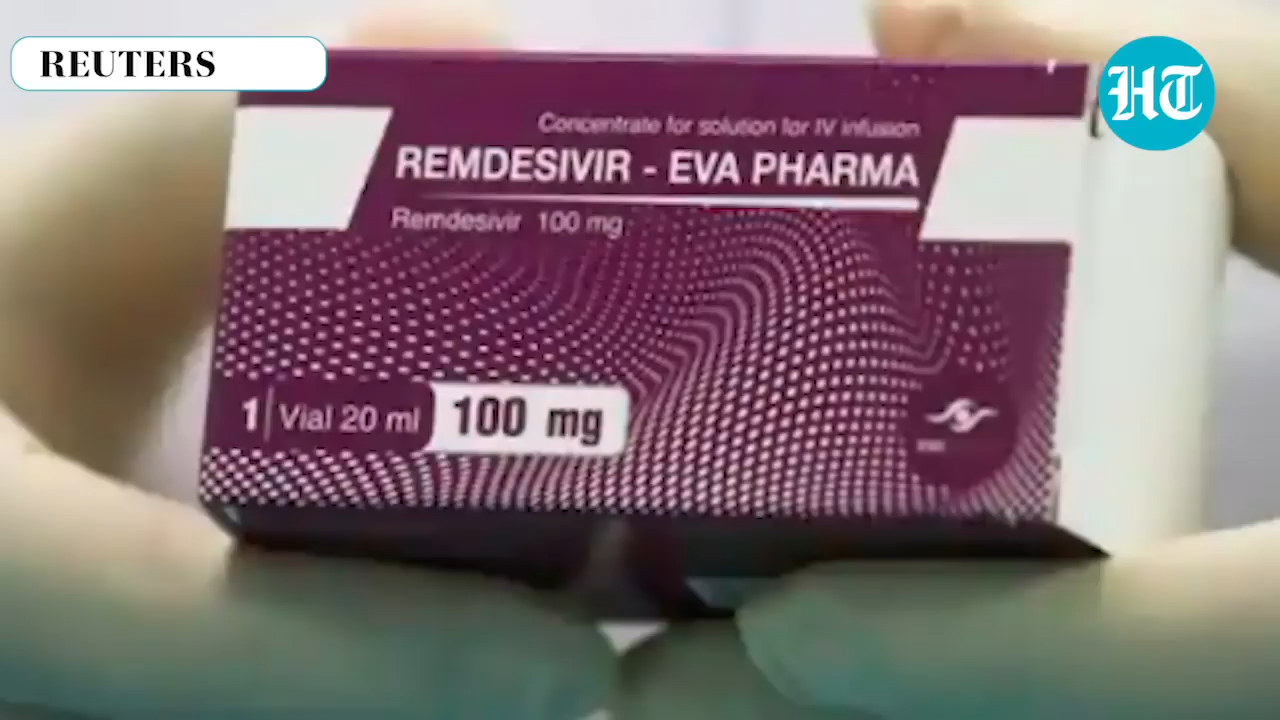 REUTERS
HT
Concentrate for solution for IV infusion
REMDESIVIR - EVA PHARMA
Remdesivir 100 mg
1 Vial 20 ml 100 mg